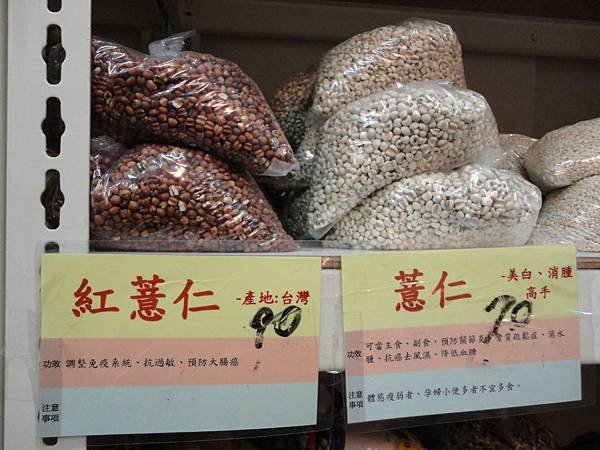 紅薏仁
-產地:台灣
90
功效 調整免疫系統、抗過敏、預防大腸癌
注意
事項
薏仁
-美白、消腫
高手
70
功效
可當主食、副食，預防關節炎、骨質疏鬆症、消水
腫、抗癌去風濕，降低血糖
注意
事項
體態瘦弱者、孕婦小便多者不宜多食。